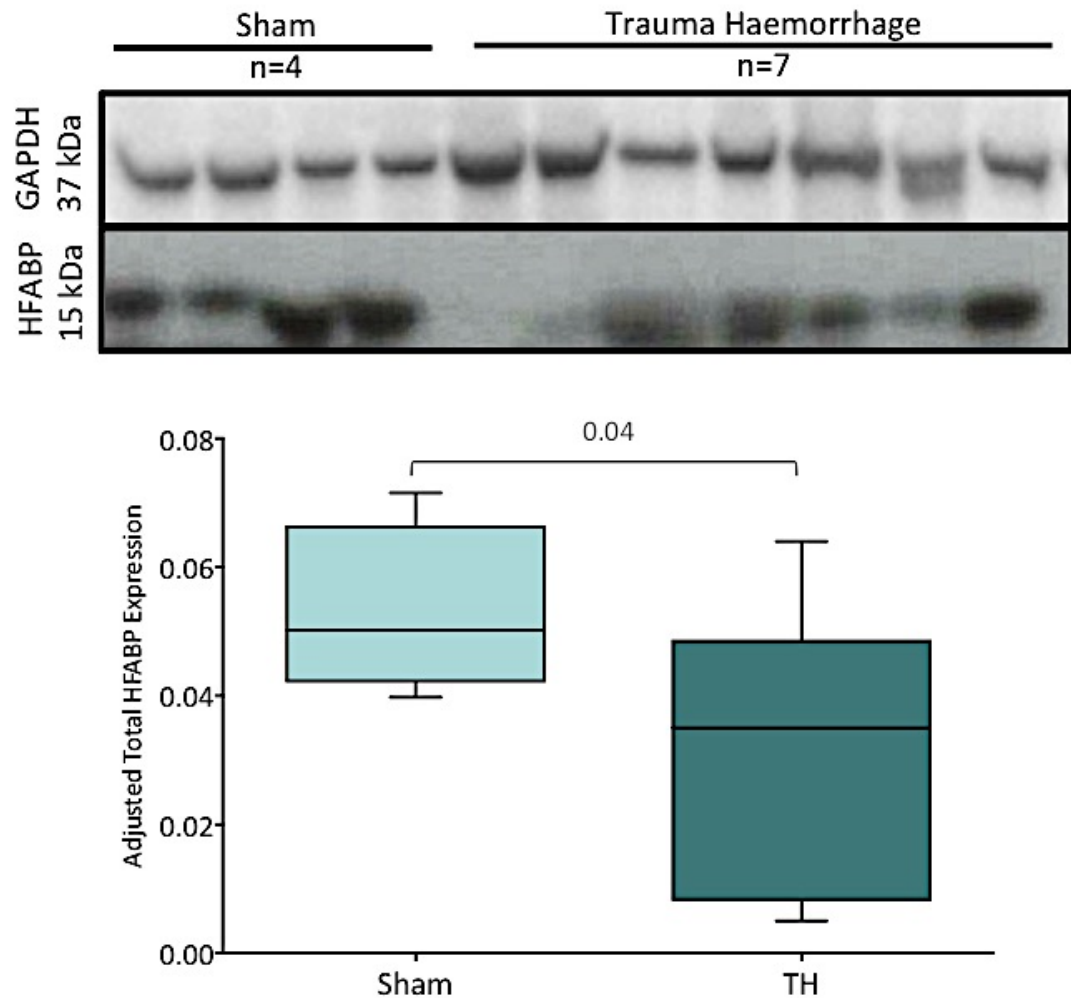 Sham
Trauma Haemorrhage
n=4
n=7
GAPDH
37 kDa
HFABP
15 kDa
0.04
Adjusted Total HFABP Expression
0.08
0.06
0.04
0.02
0.00
Sham
TH